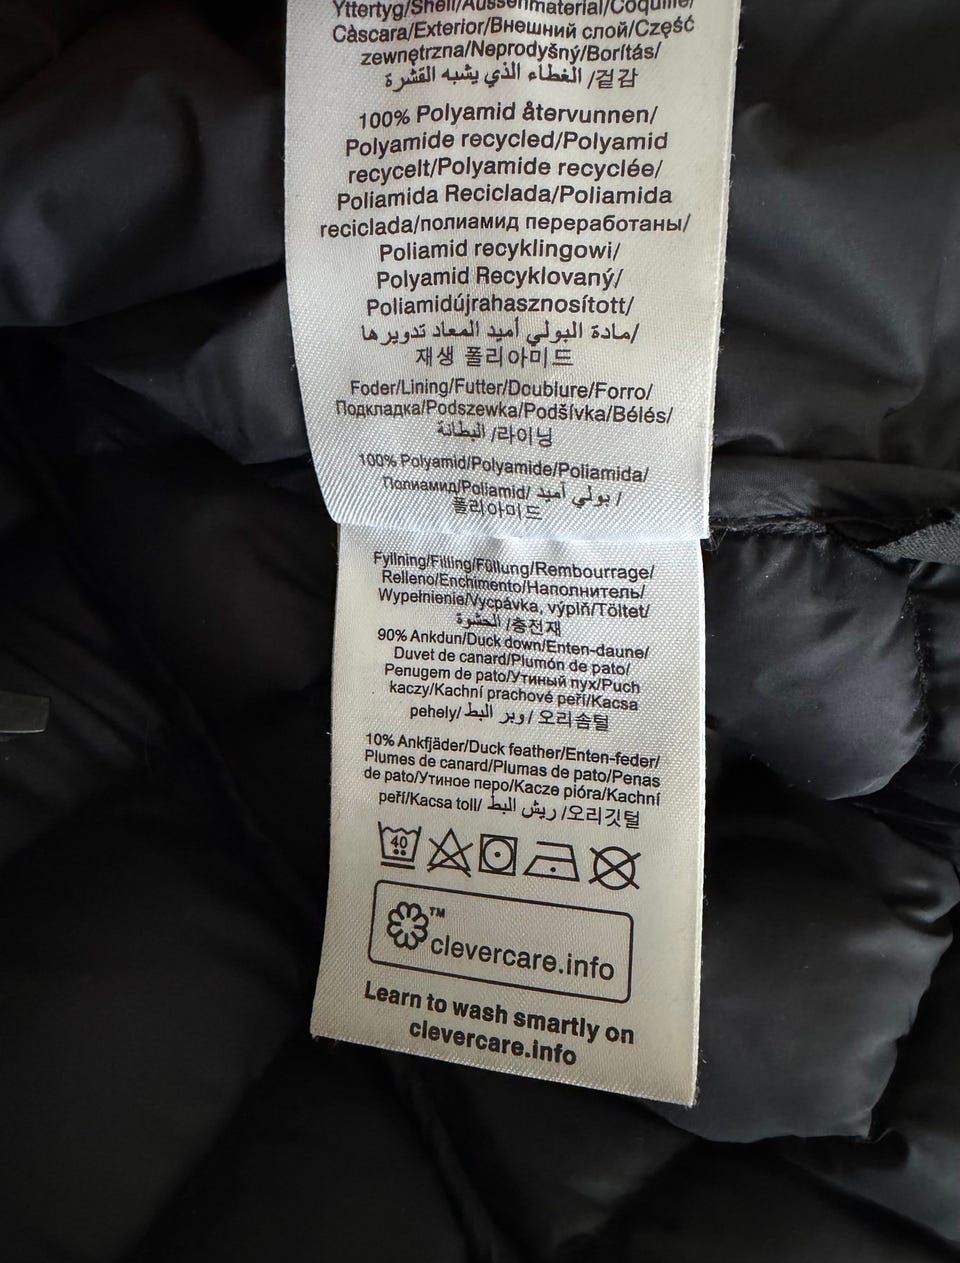 Yttertyg/Shell/Aussenmaterial/Coquille/
Càscara/Exterior/Внешний слой/Część
zewnętrzna/Neprodyšný/Borítás/
الغطاء الذي يشبه القشرة /겉감
100% Polyamid återvunnen/
Polyamide recycled/Polyamid
recycelt/Polyamide recyclée/
Poliamida Reciclada/Poliamida
reciclada/полиамид переработаны/
Poliamid recyklingowi/
Polyamid Recyklovaný/
Poliamidújrahasznosított/
مادة البولي أميد المعاد تدويرها/
재생 폴리아미드
Foder/Lining/Futter/Doublure/Forro/
Подкладка/Podszewka/Podšívka/Bélés/
البطانة /라이닝
100% Polyamid/Polyamide/Poliamida/
Полиамид/Poliamid/ بولي أميد /
폴리아미드
Fyllning/Filling/Füllung/Rembourrage/
Relleno/Enchimento/Наполнитель/
Wypełnienie/Vycpávka, výplň/Töltet/
الحشوة /충전재
90% Ankdun/Duck down/Enten-daune/
Duvet de canard/Plumón de pato/
Penugem de pato/Утиный пух/Puch
kaczy/Kachní prachové peří/Kacsa
pehely/ وبر البط / 오리솜털
10% Ankfjäder/Duck feather/Enten-feder/
Plumes de canard/Plumas de pato/Penas
de pato/Утиное перо/Kacze pióra/Kachní
peří/Kacsa toll/ ريش البط /오리깃털
40
TM
clevercare.info
Learn to wash smartly on
clevercare.info